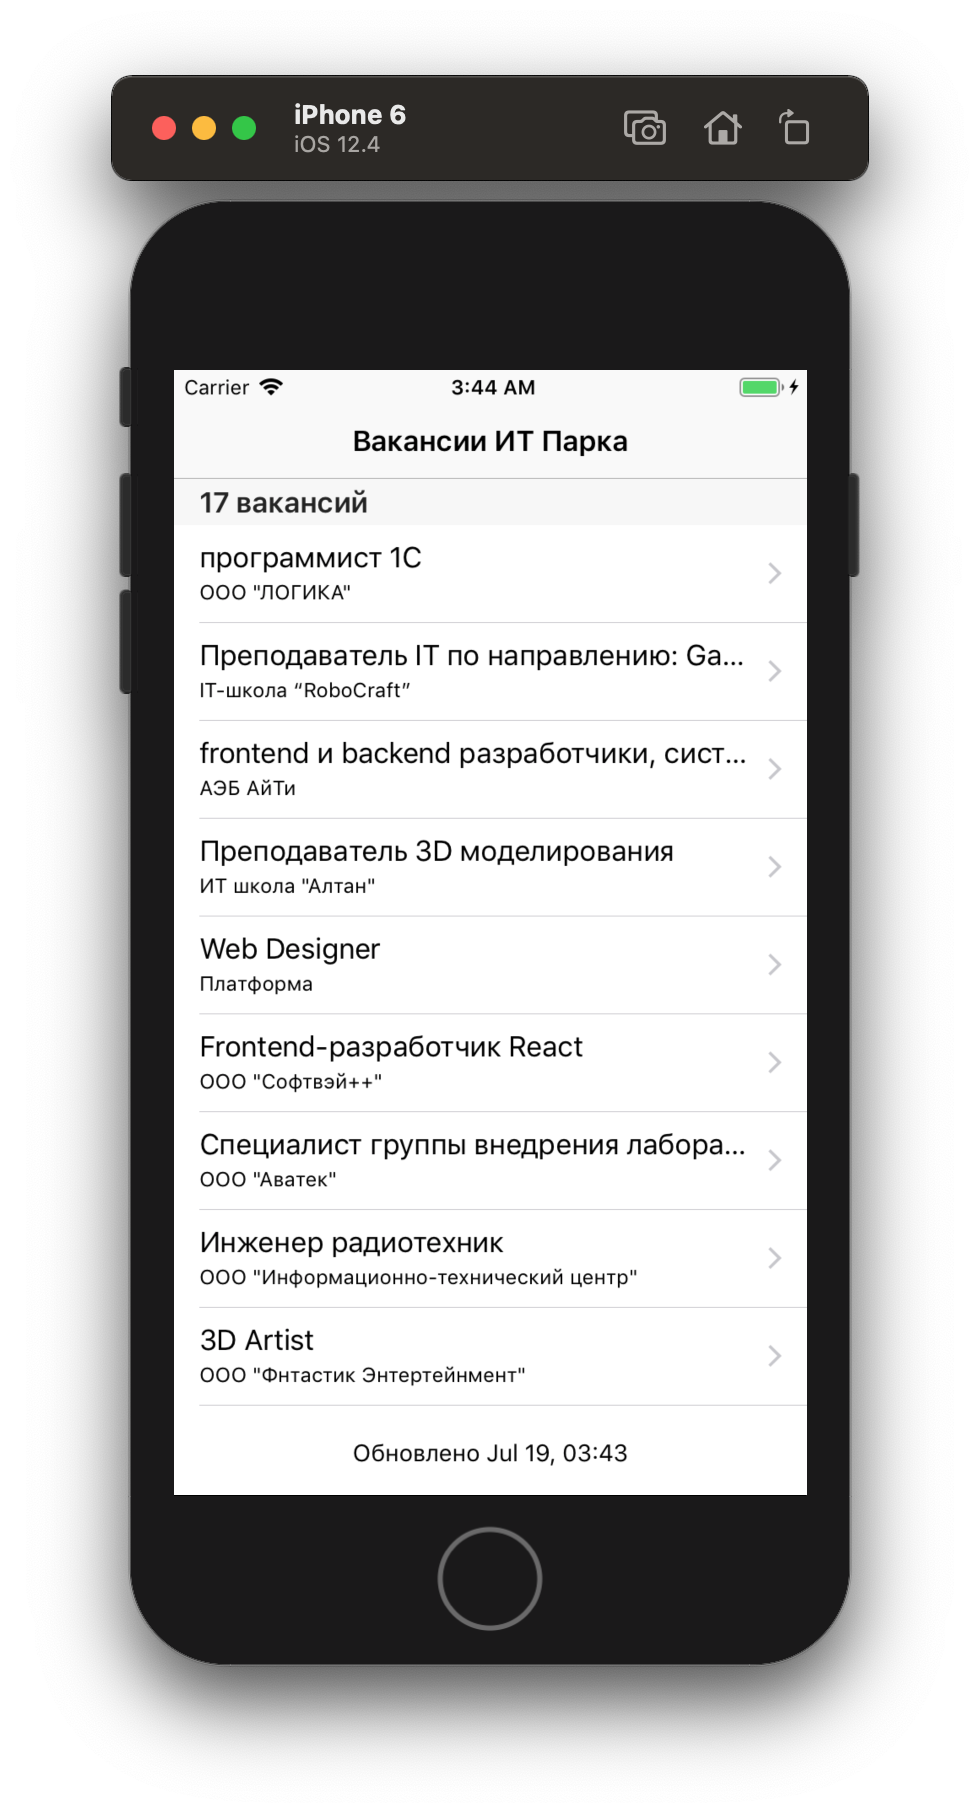 iPhone 6
iOS 12.4
Carrier 3:44 AM
Вакансии ИТ Парка
17 вакансий
программист 1С
ООО "ЛОГИКА"
Преподаватель IT по направлению: Ga...
IT-школа “RoboCraft”
frontend и backend разработчики, сист...
АЭБ АйТи
Преподаватель 3D моделирования
ИТ школа "Алтан"
Web Designer
Платформа
Frontend-разработчик React
ООО "Софтвэй++"
Специалист группы внедрения лабора...
ООО "Аватек"
Инженер радиотехник
ООО "Информационно-технический центр"
3D Artist
ООО "Фнтастик Энтертейнмент"
Обновлено Jul 19, 03:43